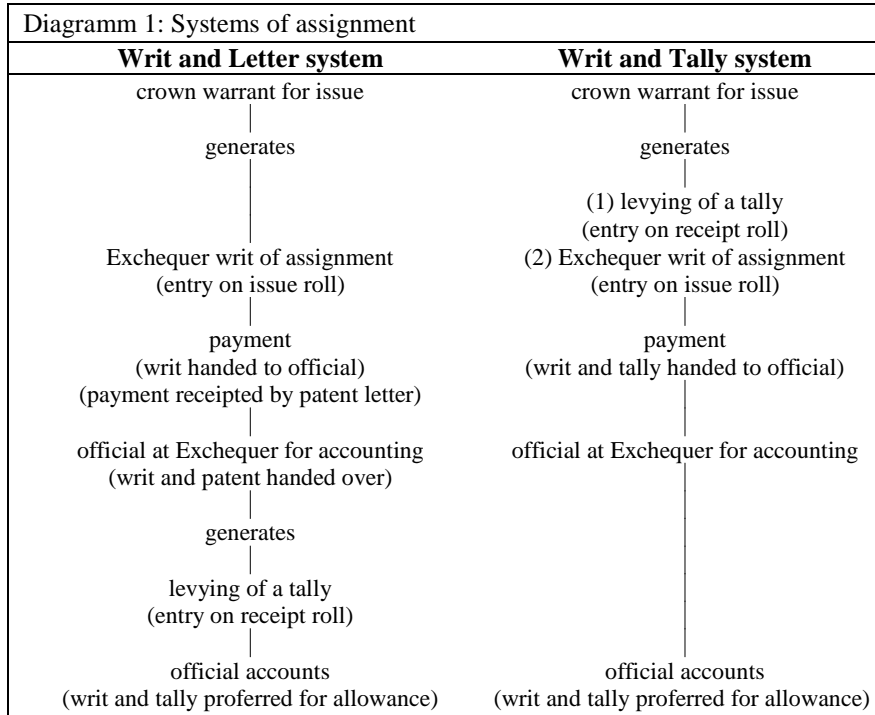 Diagramm 1: Systems of assignment
Writ and Letter system
crown warrant for issue
generates
Exchequer writ of assignment
(entry on issue roll)
payment
(writ handed to official)
(payment receipted by patent letter)
official at Exchequer for accounting
(writ and patent handed over)
generates
levying of a tally
(entry on receipt roll)
official accounts
(writ and tally proferred for allowance)
Writ and Tally system
crown warrant for issue
generates
(1) levying of a tally
(entry on receipt roll)
(2) Exchequer writ of assignment
(entry on issue roll)
payment
(writ and tally handed to official)
official at Exchequer for accounting
official accounts
(writ and tally proferred for allowance)